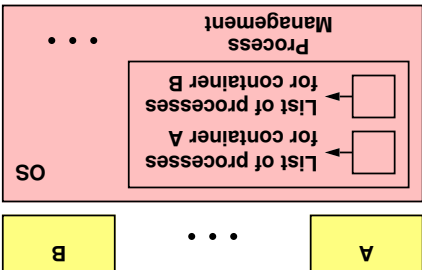 A • • • B
OS
List of processes
for container A
List of processes
for container B
Process
Management
• • •